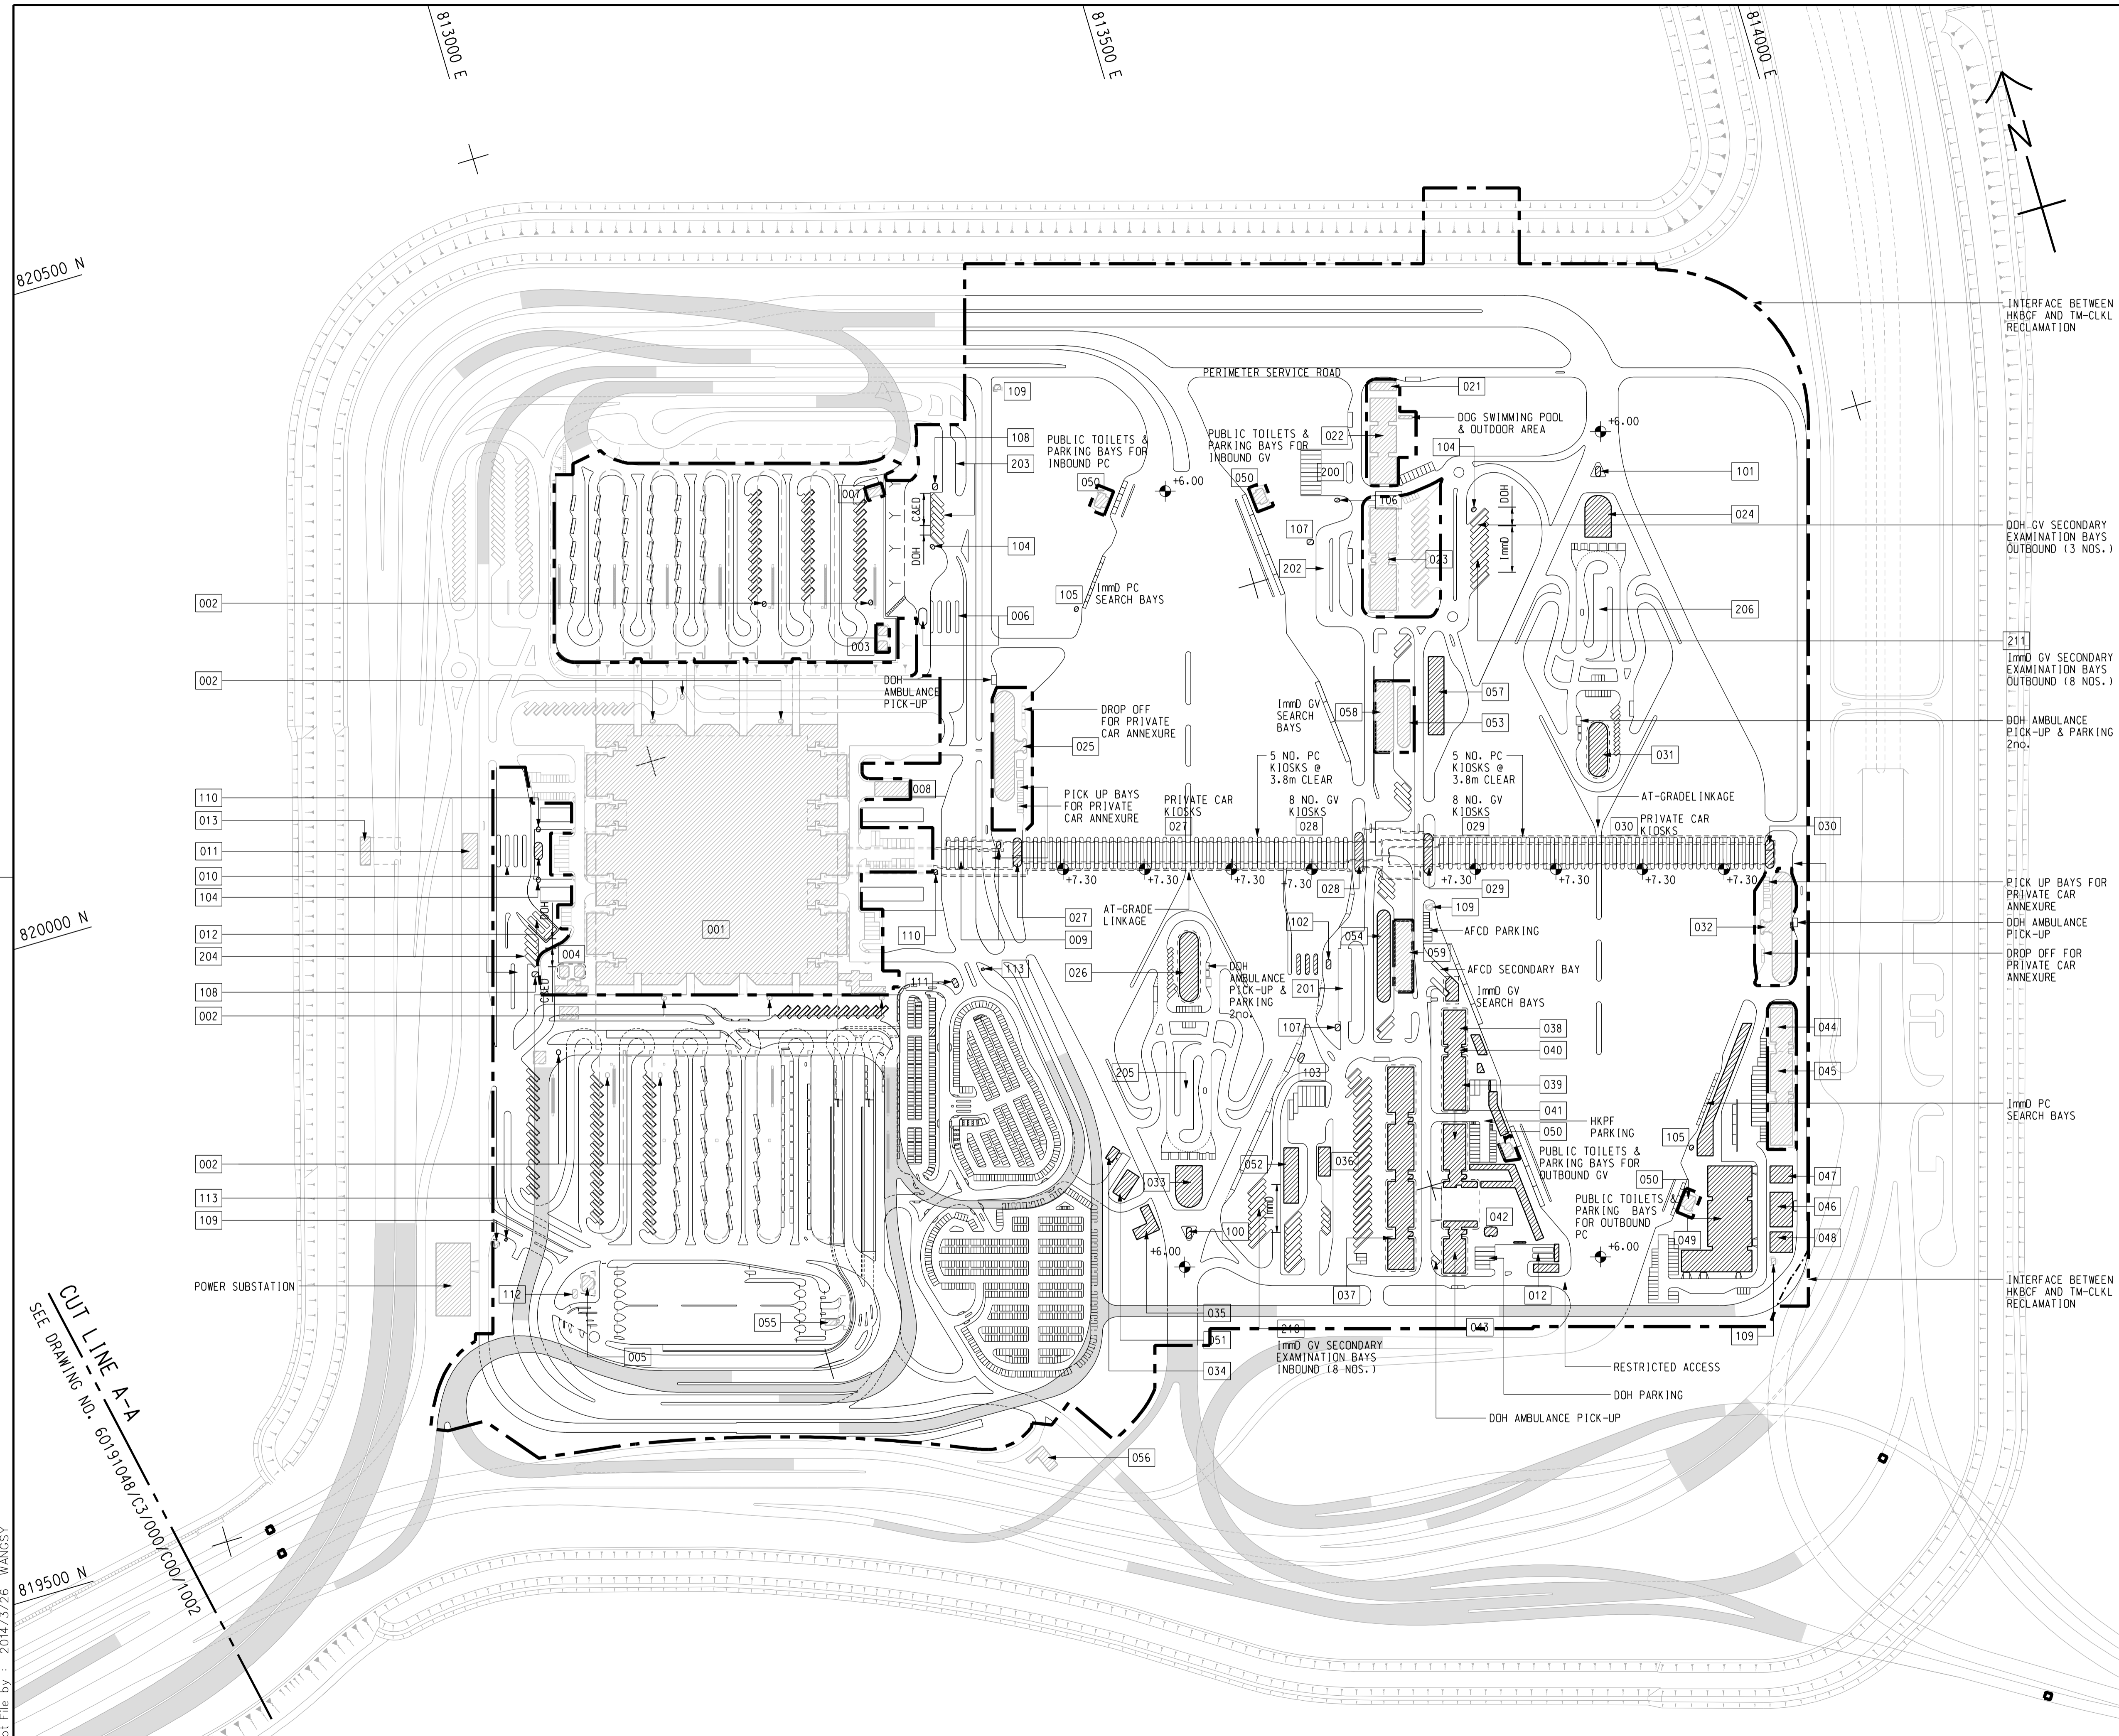 813000 E
813500 E
814000 E
N
820500 N
INTERFACE BETWEEN
HKBCF AND TM-CLKL
RECLAMATION
PERIMETER SERVICE ROAD
109
021
DOG SWIMMING POOL
& OUTDOOR AREA
+6.00
108
203
PUBLIC TOILETS &
PARKING BAYS FOR
INBOUND PC
PUBLIC TOILETS &
PARKING BAYS FOR
INBOUND GV
022
104
101
050
+6.00
050
200
007
C&ED
DOH
106
DOH
ImmD
024
DOH GV SECONDARY
EXAMINATION BAYS
OUTBOUND (3 NOS.)
104
107
023
202
002
105
ImmD PC
SEARCH BAYS
006
206
003
211
ImmD GV SECONDARY
EXAMINATION BAYS
OUTBOUND (8 NOS.)
002
DOH
AMBULANCE
PICK-UP
DROP OFF
FOR PRIVATE
CAR ANNEXURE
025
ImmD GV
SEARCH
BAYS
058
057
053
DOH AMBULANCE
PICK-UP & PARKING
2no.
031
5 NO. PC
KIOSKS @
3.8m CLEAR
5 NO. PC
KIOSKS @
3.8m CLEAR
110
013
008
PICK UP BAYS
FOR PRIVATE
CAR ANNEXURE
PRIVATE CAR
KIOSKS
027
8 NO. GV
KIOSKS
028
8 NO. GV
KIOSKS
029
AT-GRADELINKAGE
030
PRIVATE CAR
KIOSKS
030
011
010
104
+7.30
+7.30
+7.30
+7.30
028
029
+7.30
+7.30
+7.30
+7.30
PICK UP BAYS FOR
PRIVATE CAR
ANNEXURE
DOH
820000 N
012
204
001
004
110
027
009
AT-GRADE
LINKAGE
102
054
109
AFCD PARKING
032
DOH AMBULANCE
PICK-UP
DROP OFF FOR
PRIVATE CAR
ANNEXURE
059
AFCD SECONDARY BAY
108
C&ED
002
111
113
026
DOH
AMBULANCE
PICK-UP &
PARKING
2no.
201
ImmD GV
SEARCH BAYS
107
038
040
044
205
103
039
045
041
ImmD PC
SEARCH BAYS
HKPF
PARKING
050
105
PUBLIC TOILETS &
PARKING BAYS FOR
OUTBOUND GV
002
052
036
033
ImmD
050
047
113
109
PUBLIC TOILETS &
PARKING BAYS
FOR OUTBOUND
PC
046
042
049
048
100
+6.00
+6.00
POWER SUBSTATION
112
037
012
INTERFACE BETWEEN
HKBCF AND TM-CLKL
RECLAMATION
035
055
051
210
043
109
005
034
ImmD GV SECONDARY
EXAMINATION BAYS
INBOUND (8 NOS.)
RESTRICTED ACCESS
DOH PARKING
DOH AMBULANCE PICK-UP
056
CUT LINE A-A
SEE DRAWING NO. 60191048/C3/000/C00/1002
819500 N
ot File by : 2014/3/26 WANGSY